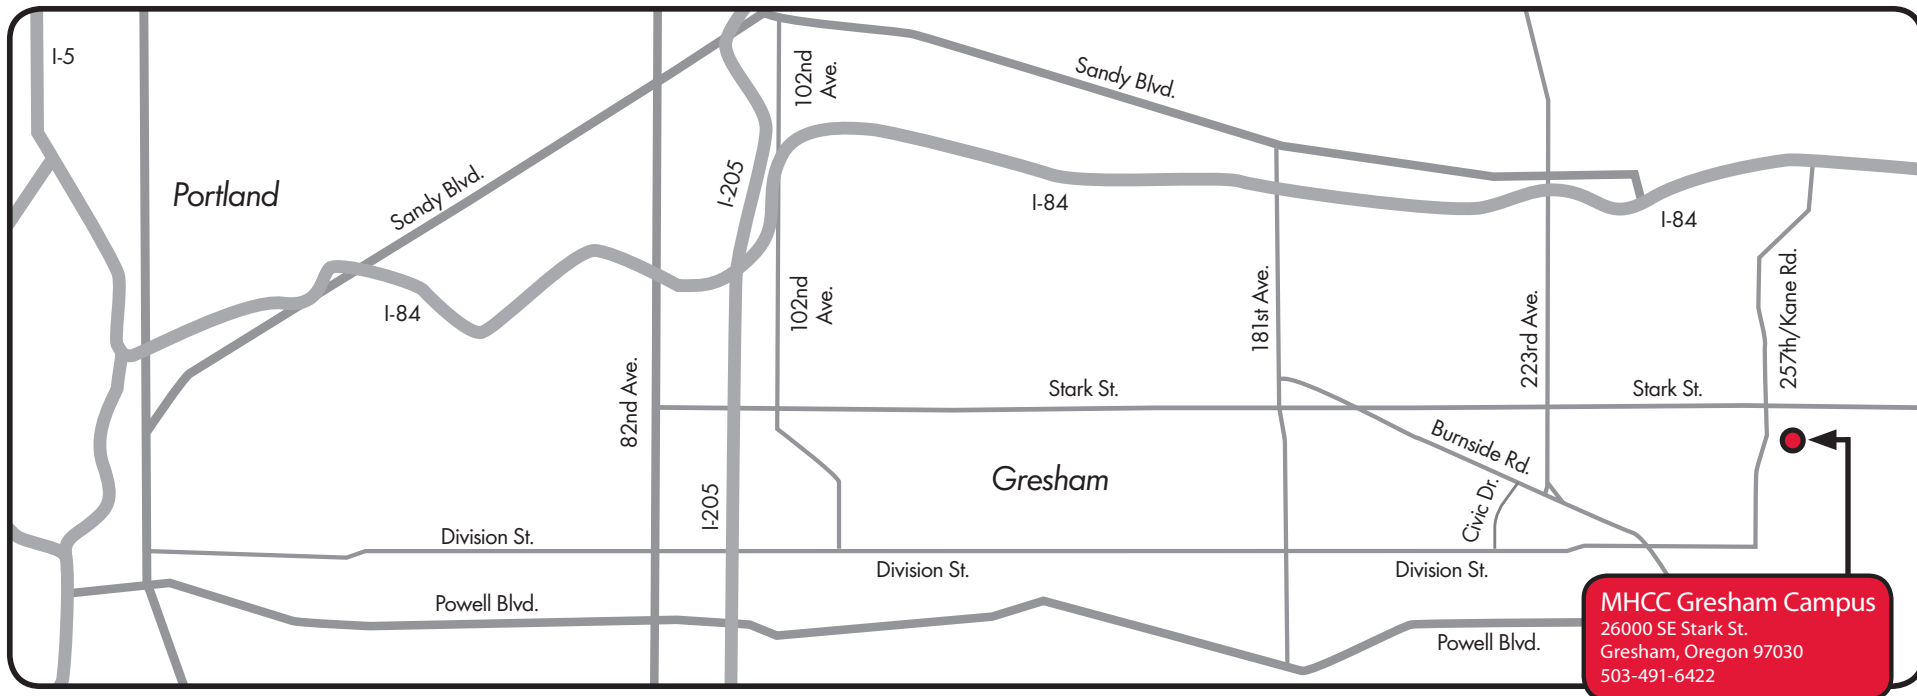 I-5
102nd
Ave.
Sandy Blvd.
Portland
Sandy Blvd.
I-205
I-84
I-84
I-84
102nd
Ave.
181st Ave.
223rd Ave.
257th/Kane Rd.
82nd Ave.
Stark St.
Stark St.
Burnside Rd.
Gresham
Civic Dr.
I-205
Division St.
Division St.
Division St.
Powell Blvd.
Powell Blvd.
MHCC Gresham Campus
26000 SE Stark St.
Gresham, Oregon 97030
503-491-6422